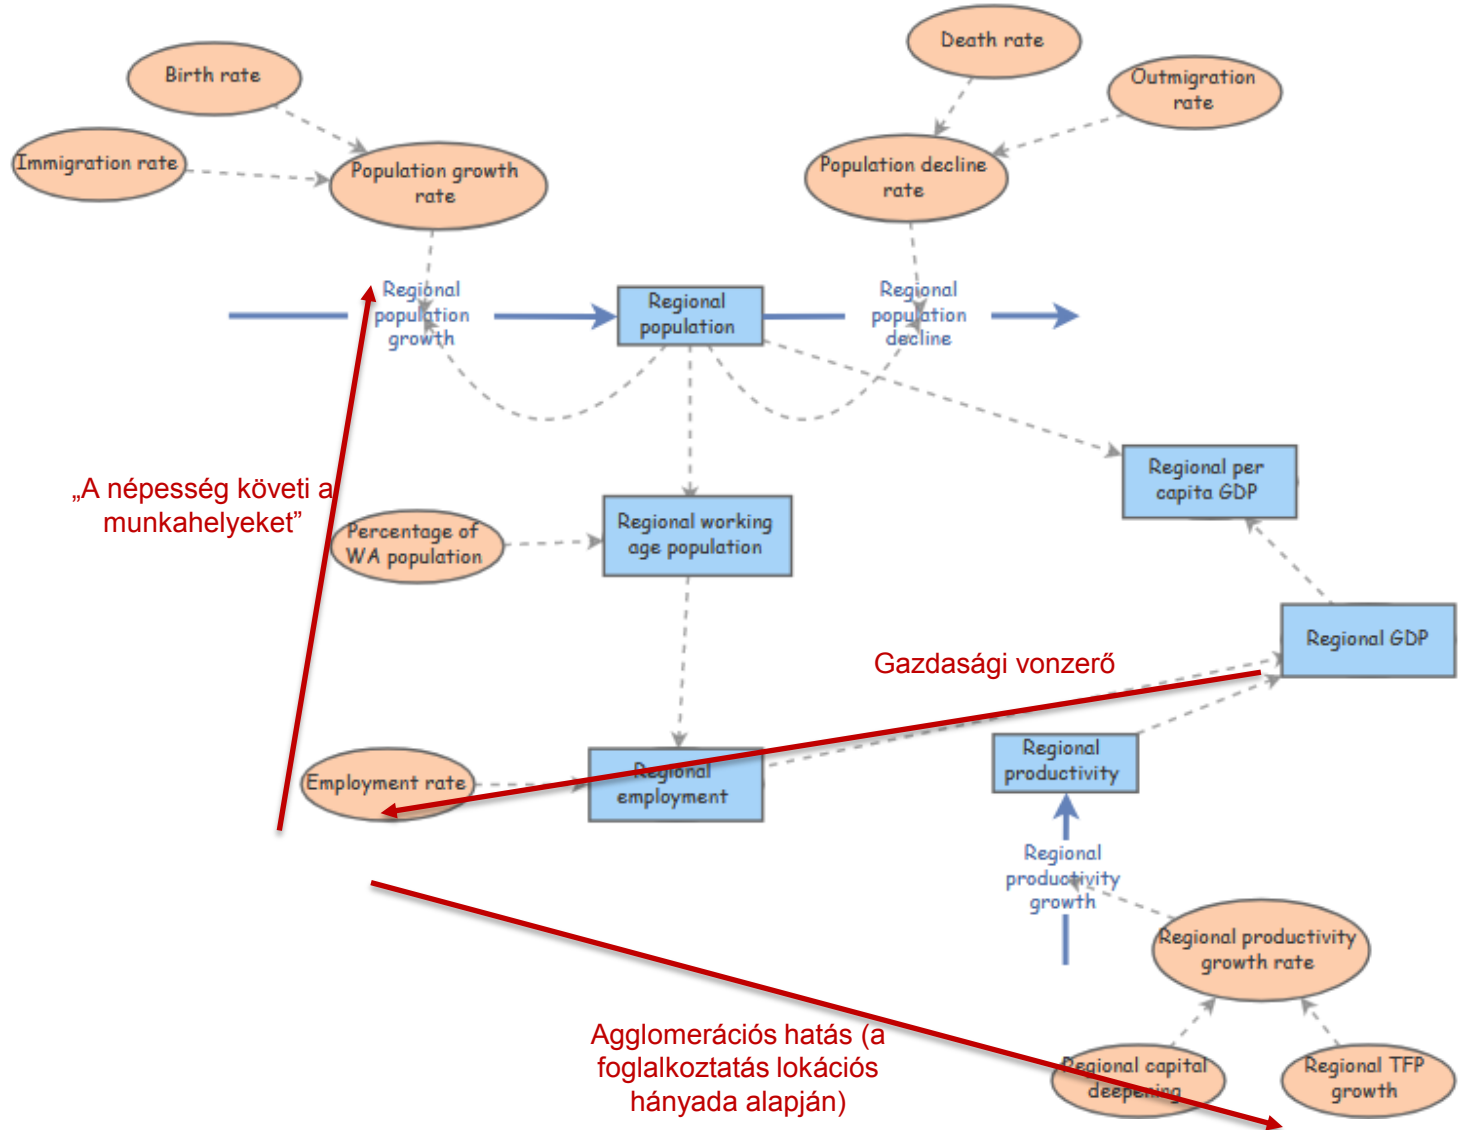 Death rate
Birth rate
Outmigration
rate
Immigration rate
Population growth
rate
Population decline
rate
Regional
population
growth
Regional
population
Regional
population
decline
Regional per
capita GDP
„A népesség követi a
munkahelyeket”
Percentage of
WA population
Regional working
age population
Regional GDP
Gazdasági vonzerő
Employment rate
Regional
employment
Regional
productivity
Regional
productivity
growth
Regional productivity
growth rate
Agglomerációs hatás (a
foglalkoztatás lokációs
hányada alapján)
Regional capital
deepening
Regional TFP
growth